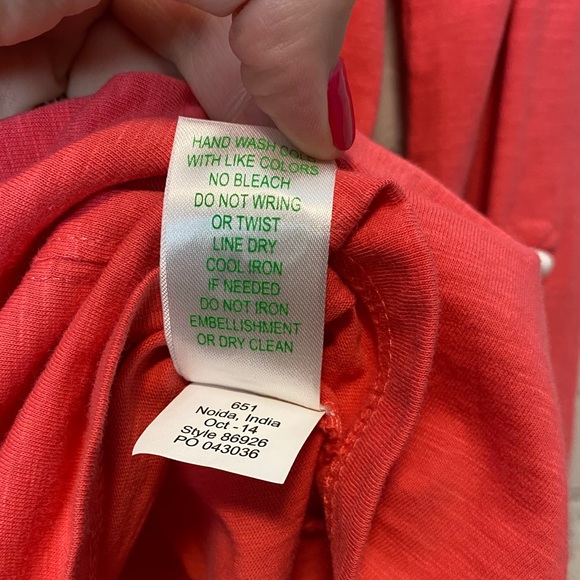 HAND WASH COLD
WITH LIKE COLORS
NO BLEACH
DO NOT WRING
OR TWIST
LINE DRY
COOL IRON
IF NEEDED
DO NOT IRON
EMBELLISHMENT
OR DRY CLEAN
651
Noida, India
Oct -14
Style 86926
PO 043036